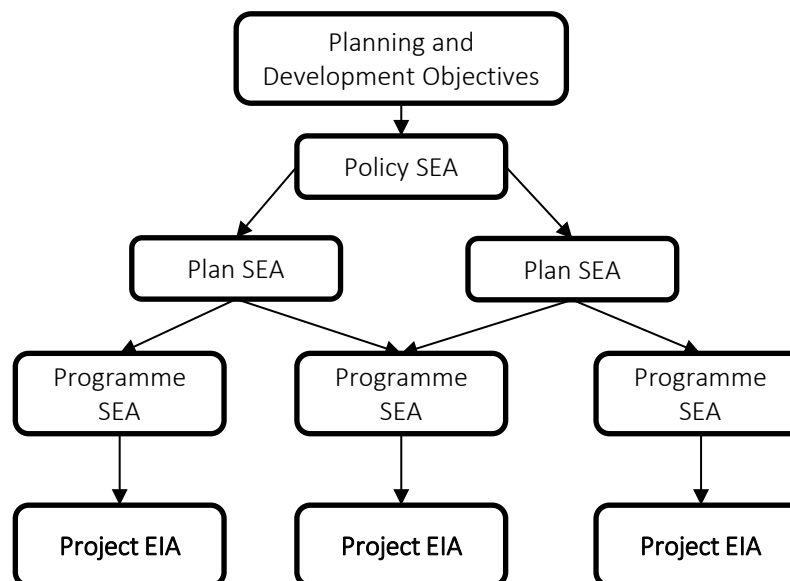 Planning and
Development Objectives
Policy SEA
Plan SEA
Plan SEA
Programme
SEA
Programme
SEA
Programme
SEA
Project EIA
Project EIA
Project EIA